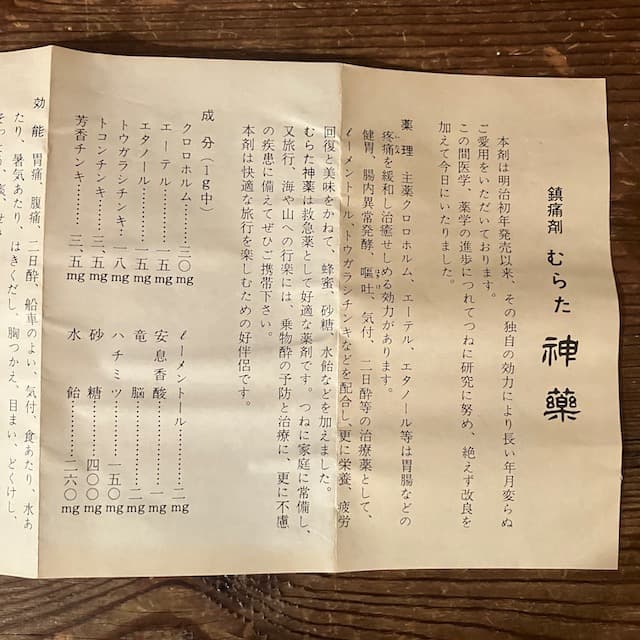 鎮痛剤 むらた 神藥
本剤は明治初年発売以来、その独自の効力により長い年月変らぬ
ご愛用をいただいております。
この間医学、薬学の進歩につれてつねに研究に努め、絶えず改良を
加えて今日にいたりました。
薬 理 主薬クロロホルム、エーテル、エタノール等は胃腸などの
疼痛を緩和し治癒せしめる効力があります。
健胃、腸内異常発酵、嘔吐、気付、二日酔等の治療薬として、
ℓ−メントール、トウガラシチンキなどを配合し更に栄養、疲労
回復と美味をかねて、蜂蜜、砂糖、水飴などを加えました。
むらた神薬は救急薬として好適な薬剤です。つねに家庭に常備し、
又旅行、海や山への行楽には、乗物酔の予防と治療に、更に不慮
の疾患に備えてぜひご携帯下さい。
本剤は快適な旅行を楽しむための好伴侶です。
成 分（1g中）
クロロホルム……三〇mg
エーテル……一五mg
エタノール……一五mg
トウガラシチンキ…一八mg
トコンチンキ……三、五mg
芳香チンキ……三、五mg
ℓ−メントール……二mg
安息香酸……一mg
竜 脳……二mg
ハチミツ……一五〇mg
砂 糖……四〇〇mg
水 飴……二六〇mg
効 能 胃痛 腹痛 二日酔、船車のよい、気付、食あたり、水あ
たり、暑気あたり、はきくだし、胸つかえ、目まい、どくけし、